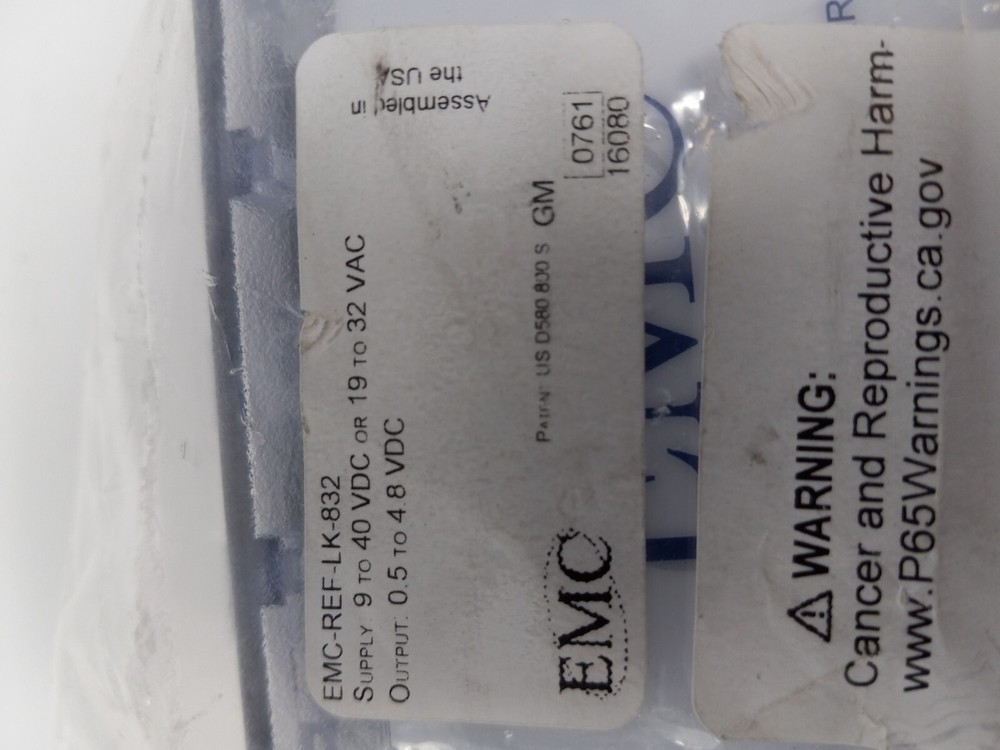 EMC-REF-LK-832
SUPPLY 9 TO 40 VDC OR 19 TO 32 VAC
OUTPUT: 0.5 TO 4.8 VDC
Assembled in
the USA
US D580 800 S GM
0761
16080
EMC
⚠ WARNING:
Cancer and Reproductive Harm-
www.P65Warnings.ca.gov
R